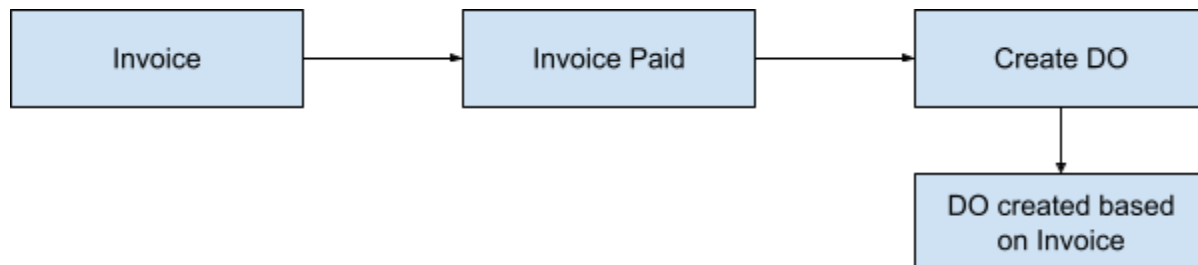 Invoice
Invoice Paid
Create DO
DO created based
on Invoice